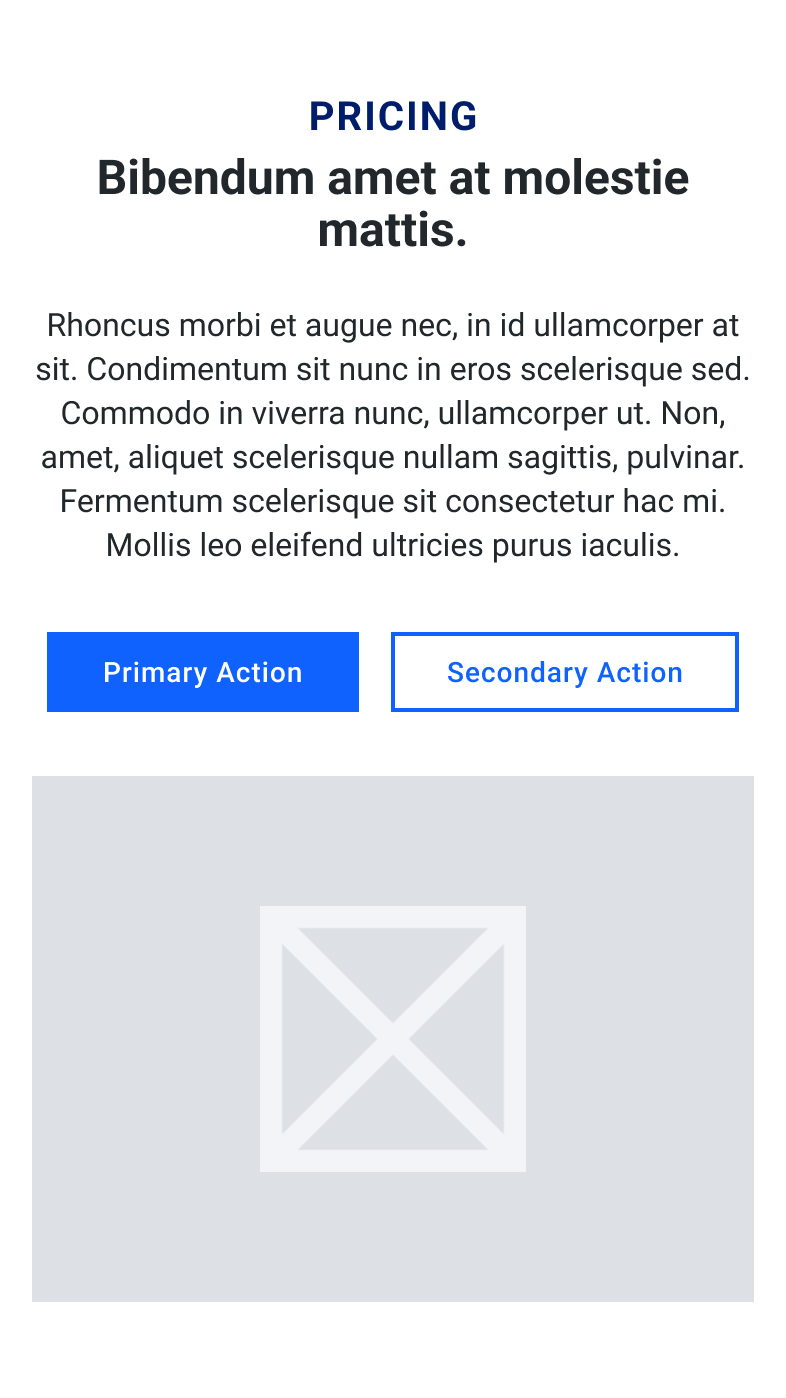 PRICING
Bibendum amet at molestie
mattis.
Rhoncus morbi et augue nec, in id ullamcorper at
sit. Condimentum sit nunc in eros scelerisque sed.
Commodo in viverra nunc, ullamcorper ut. Non,
amet, aliquet scelerisque nullam sagittis, pulvinar.
Fermentum scelerisque sit consectetur hac mi.
Mollis leo eleifend ultricies purus iaculis.
Primary Action
Secondary Action